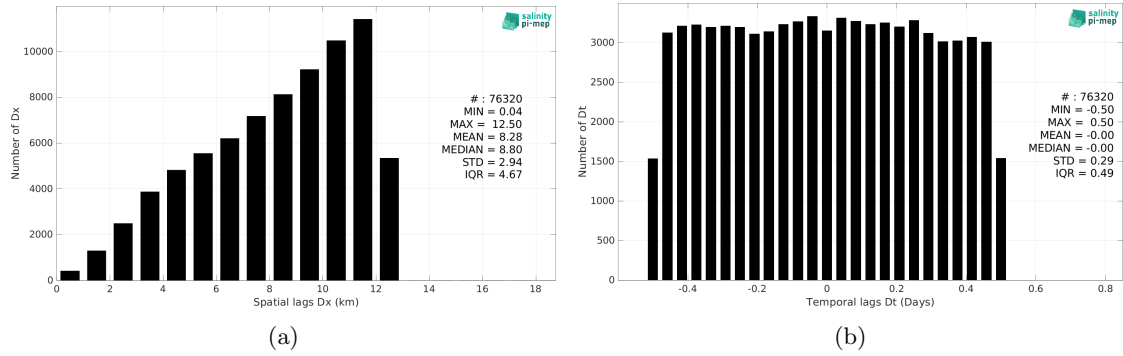 salinity
pi-mep
10000
8000
6000
4000
2000
0
Number of Dx
# : 76320
MIN = 0.04
MAX = 12.50
MEAN = 8.28
MEDIAN = 8.80
STD = 2.94
IQR = 4.67
0 2 4 6 8 10 12 14 16 18
Spatial lags Dx (km)
(a)
salinity
pi-mep
3000
2500
2000
1500
1000
500
0
Number of Dt
# : 76320
MIN = -0.50
MAX = 0.50
MEAN = -0.00
MEDIAN = -0.00
STD = 0.29
IQR = 0.49
-0.4 -0.2 0 0.2 0.4 0.6 0.8
Temporal lags Dt (Days)
(b)